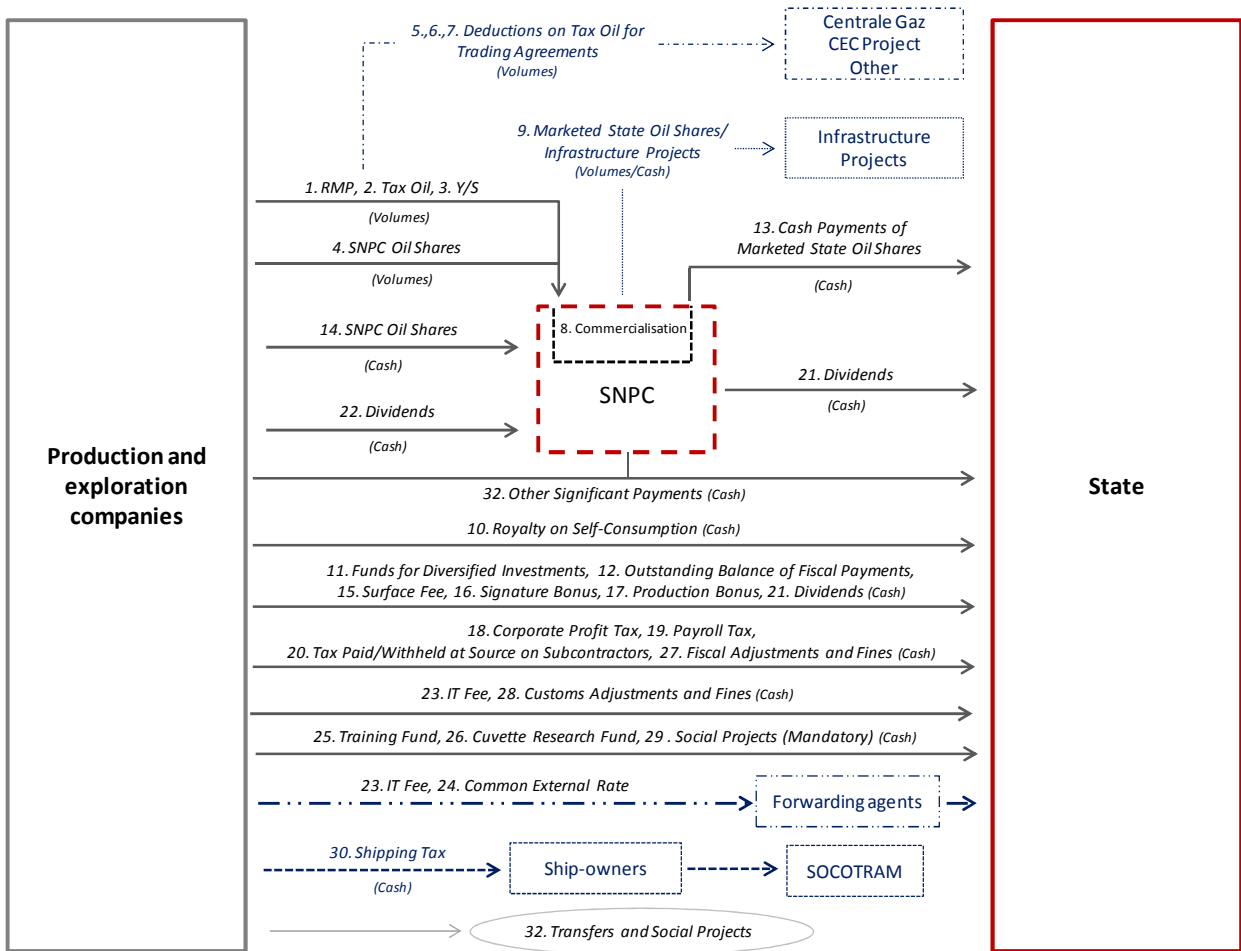 5.,6.,7. Deductions on Tax Oil for
Trading Agreements
(Volumes)
Centrale Gaz
CEC Project
Other
9. Marketed State Oil Shares/
Infrastructure Projects
(Volumes/Cash)
Infrastructure
Projects
1. RMP, 2. Tax Oil, 3. Y/S
(Volumes)
4. SNPC Oil Shares
(Volumes)
13. Cash Payments of
Marketed State Oil Shares
(Cash)
14. SNPC Oil Shares
(Cash)
8. Commercialisation
SNPC
21. Dividends
(Cash)
22. Dividends
(Cash)
Production and
exploration
companies
State
32. Other Significant Payments (Cash)
10. Royalty on Self-Consumption (Cash)
11. Funds for Diversified Investments, 12. Outstanding Balance of Fiscal Payments,
15. Surface Fee, 16. Signature Bonus, 17. Production Bonus, 21. Dividends (Cash)
18. Corporate Profit Tax, 19. Payroll Tax,
20. Tax Paid/Withheld at Source on Subcontractors, 27. Fiscal Adjustments and Fines (Cash)
23. IT Fee, 28. Customs Adjustments and Fines (Cash)
25. Training Fund, 26. Cuvette Research Fund, 29 . Social Projects (Mandatory) (Cash)
23. IT Fee, 24. Common External Rate
Forwarding agents
30. Shipping Tax
(Cash)
Ship-owners
SOCOTRAM
32. Transfers and Social Projects